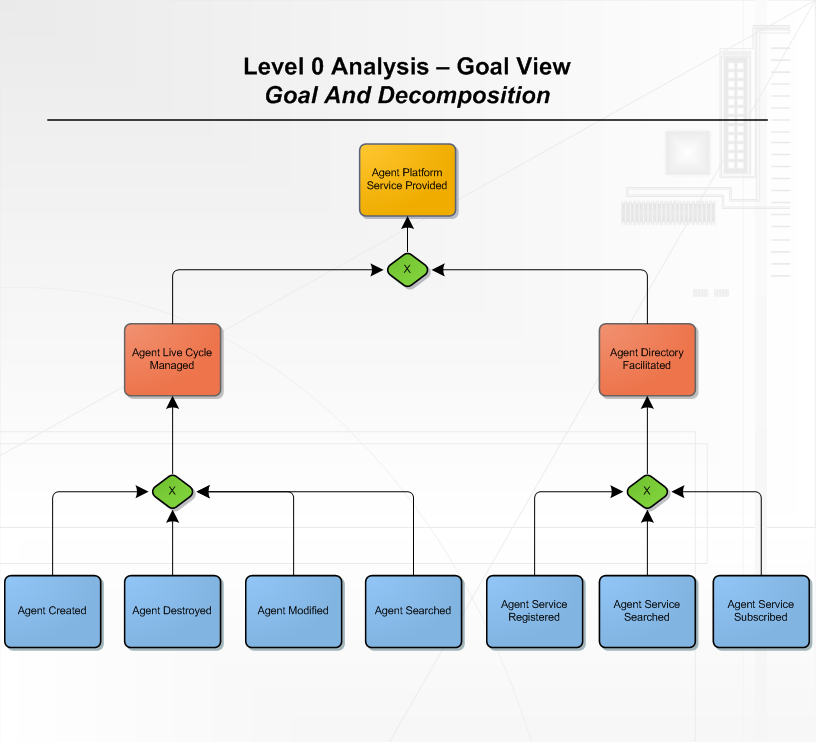 Level 0 Analysis – Goal View
Goal And Decomposition
Agent Platform
Service Provided
X
Agent Live Cycle
Managed
Agent Directory
Facilitated
X
X
Agent Created
Agent Destroyed
Agent Modified
Agent Searched
Agent Service
Registered
Agent Service
Searched
Agent Service
Subscribed